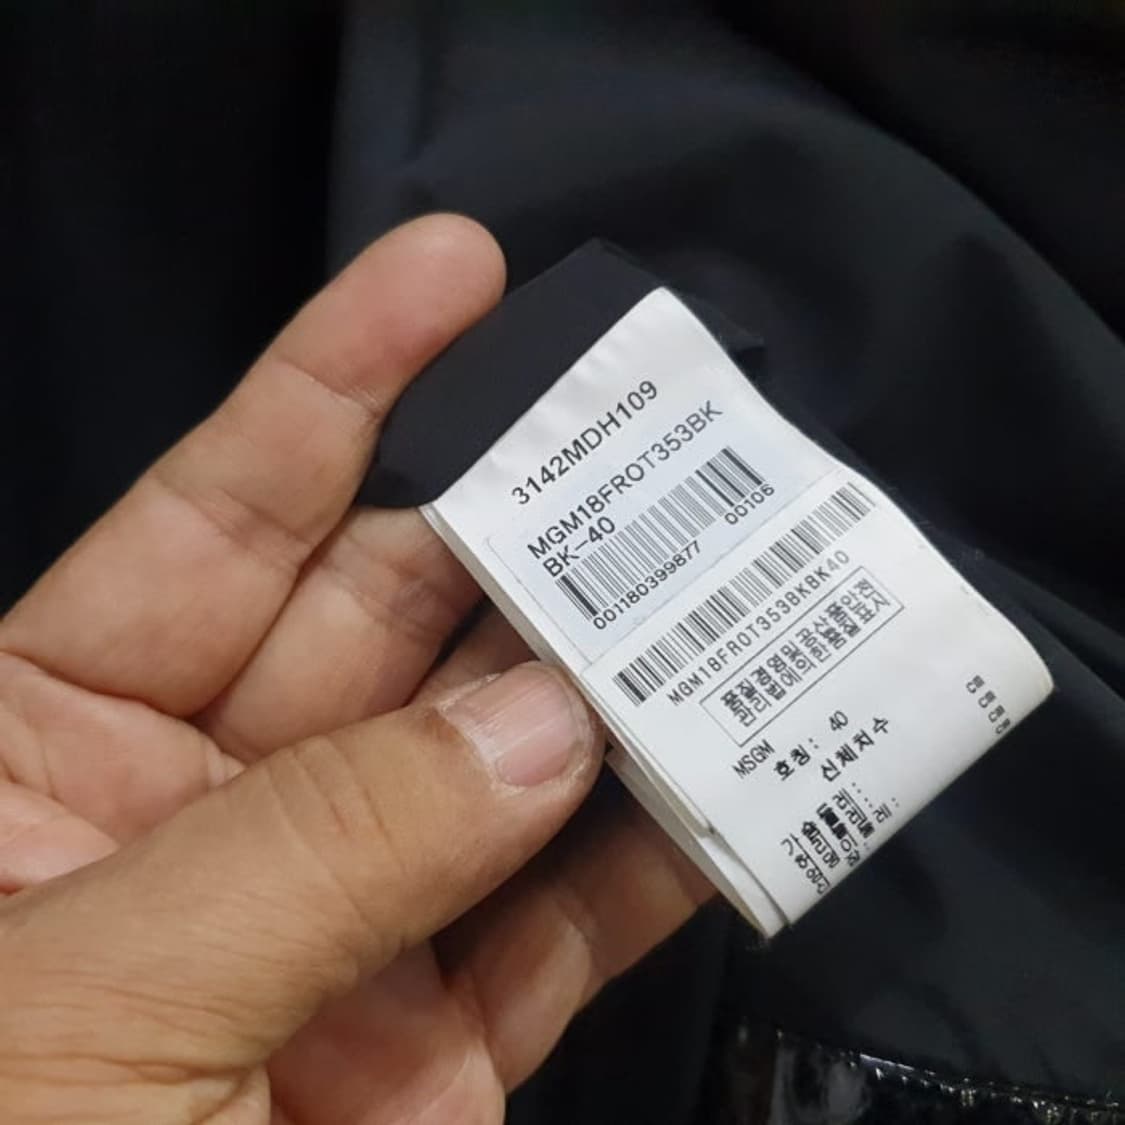 3142MDH109
MGM18FROT353BK
BK-40
00106
001180399877
MGM18FROT353BKBK40
품질경영및공산품안전
관리법에의한품질표시
MSGM
호칭: 40
신체치수